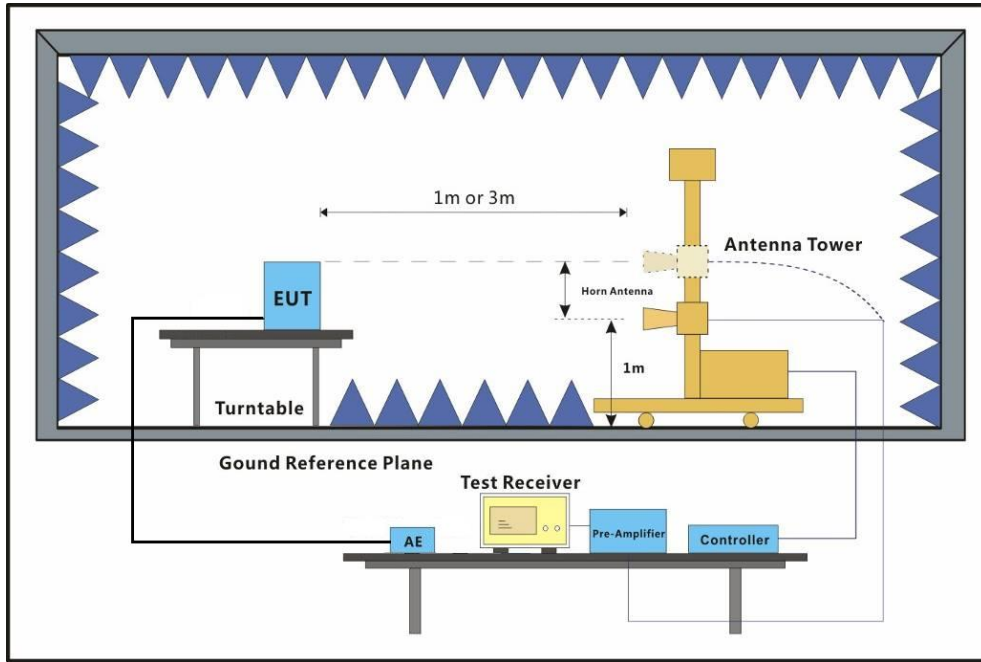 1m or 3m
Antenna Tower
EUT
Horn Antenna
1m
Turntable
Gound Reference Plane
Test Receiver
AE
Pre-Amplifier
Controller